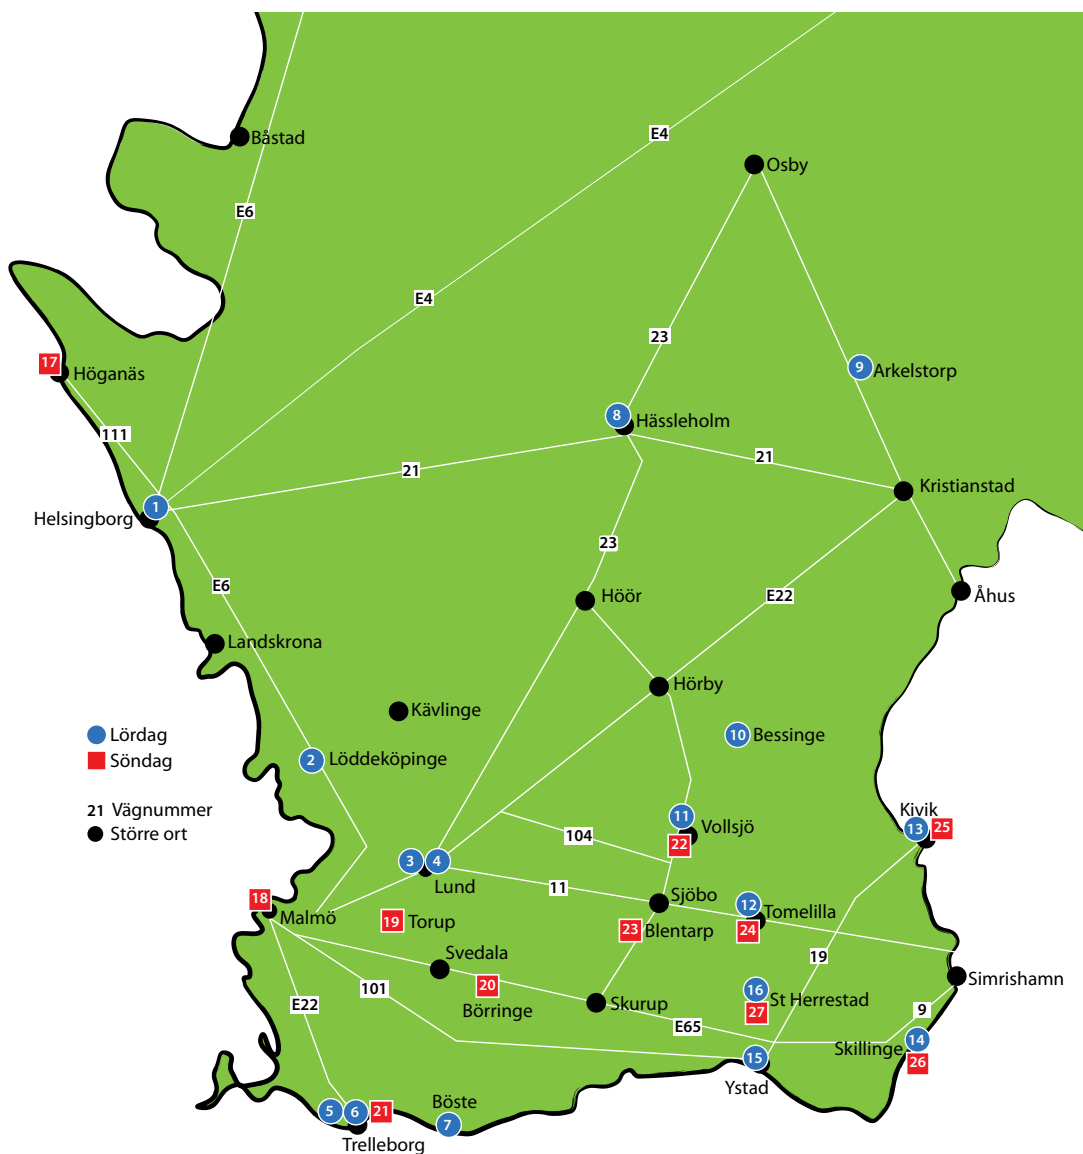 Båstad
E4
Osby
E6
E4
23
17
Höganäs
9
Arkelstorp
8
Hässleholm
111
21
21
Kristianstad
1
Helsingborg
23
E6
E22
Höör
Åhus
Landskrona
Hörby
Kävlinge
Lördag
Söndag
10
Bessinge
2
Löddeköpinge
21 Vägnummer
Större ort
11
Vollsjö
22
104
Kivik
13
25
3
4
Lund
11
Sjöbo
18
Malmö
19
Torup
12
Tomelilla
24
23
Blentarp
Svedala
19
Simrishamn
101
20
Börringe
16
St Herrestad
27
E22
Skurup
E65
9
14
Skillinge
26
15
Ystad
5
6
21
Trelleborg
Böste
7